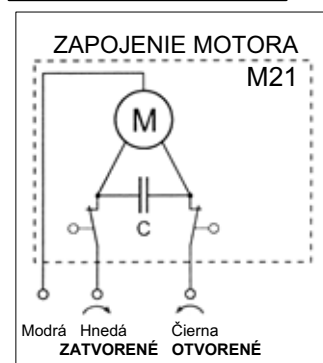 ZAPOJENIE MOTORA
M21
M
C
Modrá Hnedá Čierna
ZATVORENÉ OTVORENÉ